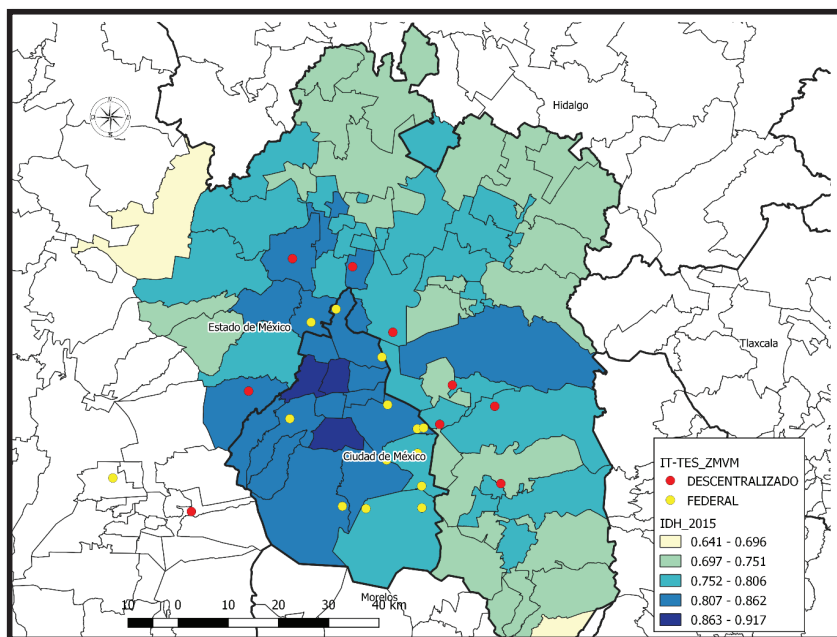 Hidalgo
Estado de México
Tlaxcala
Ciudad de México
Morelos
IT-TES_ZMVM
DESCENTRALIZADO
FEDERAL
IDH_2015
0.641 - 0.696
0.697 - 0.751
0.752 - 0.806
0.807 - 0.862
0.863 - 0.917
10 0 10 20 30 40 km